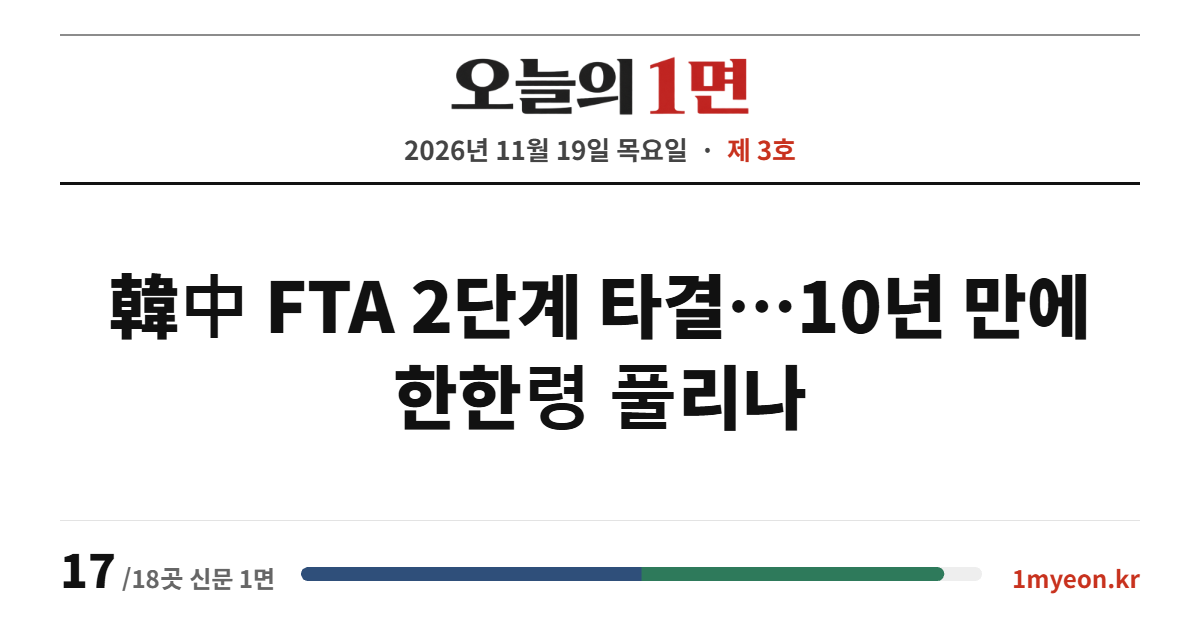 오늘의 1면
2026년 11월 19일 목요일 · 제 3호
韓中 FTA 2단계 타결…10년 만에
한한령 풀리나
17 /18곳 신문 1면
1myeon.kr